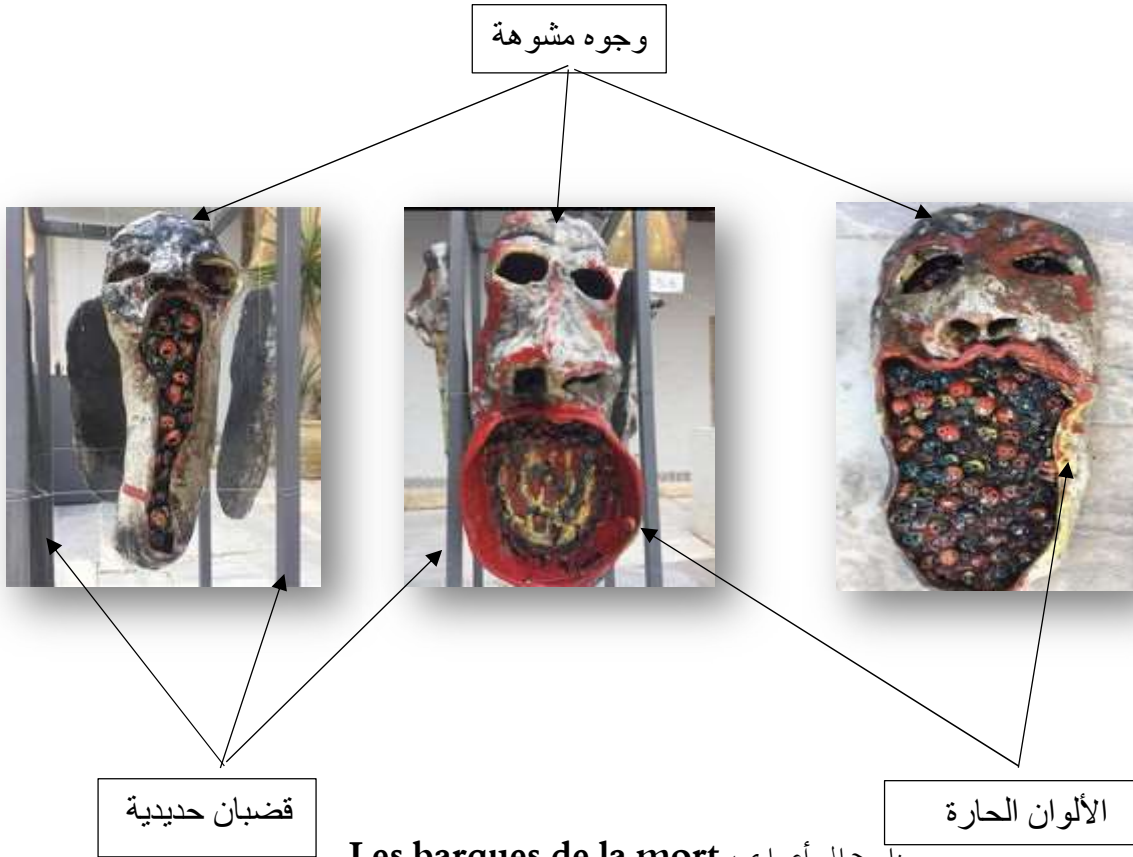 وجوه مشوهة
قضبان حديدية
الألوان الحارة
Les barques de la mort